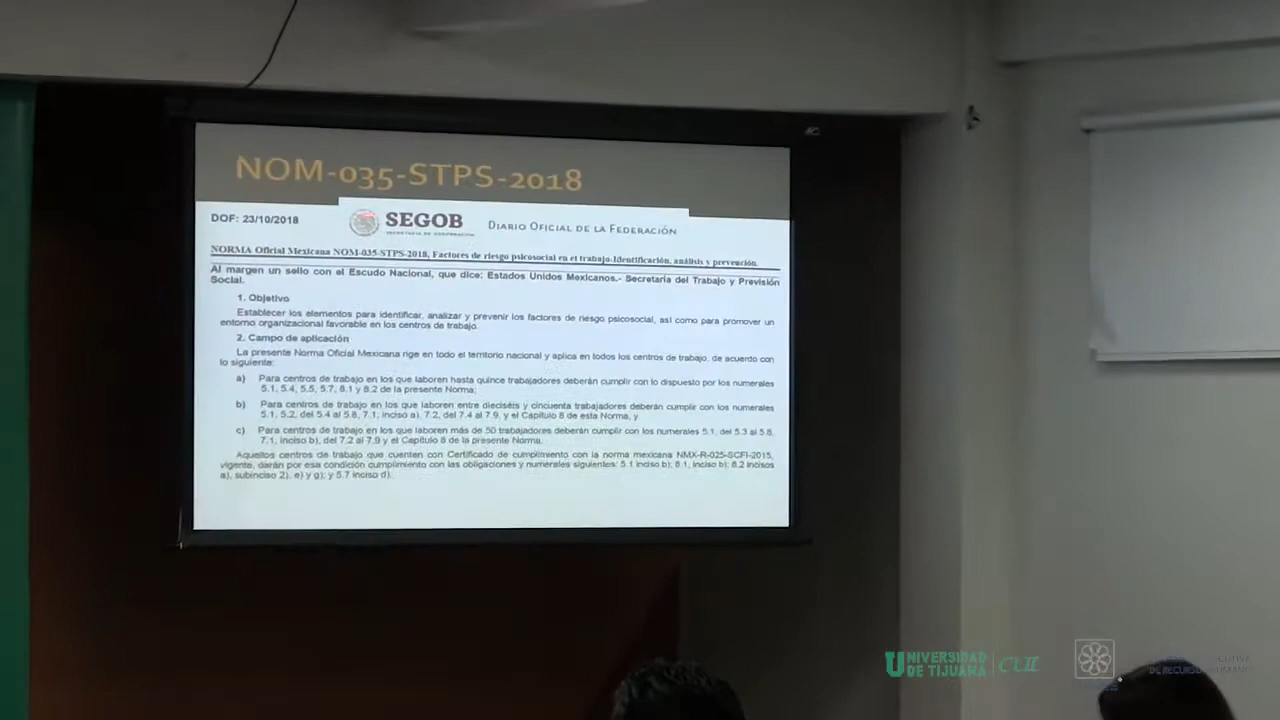 NOM-035-STPS-2018
DOF: 23/10/2018
SEGOB
DIARIO OFICIAL DE LA FEDERACIÓN
NORMA Oficial Mexicana NOM-035-STPS-2018, Factores de riesgo psicosocial en el trabajo-Identificación, análisis y prevención.
Al margen un sello con el Escudo Nacional, que dice: Estados Unidos Mexicanos.- Secretaría del Trabajo y Previsión
Social.
1. Objetivo
Establecer los elementos para identificar, analizar y prevenir los factores de riesgo psicosocial, así como para promover un
entorno organizacional favorable en los centros de trabajo.
2. Campo de aplicación
La presente Norma Oficial Mexicana rige en todo el territorio nacional y aplica en todos los centros de trabajo, de acuerdo con
lo siguiente:
a) Para centros de trabajo en los que laboren hasta quince trabajadores deberán cumplir con lo dispuesto por los numerales
5.1, 5.4, 5.5, 5.7, 8.1 y 8.2 de la presente Norma;
b) Para centros de trabajo en los que laboren entre dieciséis y cincuenta trabajadores deberán cumplir con los numerales
5.1, 5.2, del 5.4 al 5.8, 7.1, inciso a), 7.2, del 7.4 al 7.9, y el Capítulo 8 de esta Norma, y
c) Para centros de trabajo en los que laboren más de 50 trabajadores deberán cumplir con los numerales 5.1, del 5.3 al 5.8,
7.1, inciso b), del 7.2 al 7.9 y el Capítulo 8 de la presente Norma.
Aquellos centros de trabajo que cuenten con Certificado de cumplimiento con la norma mexicana NMX-R-025-SCFI-2015,
vigente, darán por esa condición cumplimiento con las obligaciones y numerales siguientes: 5.1 inciso b); 8.1, inciso b); 8.2 incisos
a), subinciso 2), e) y g); y 5.7 inciso d).
UNIVERSIDAD
DE TIJUANA
CUT